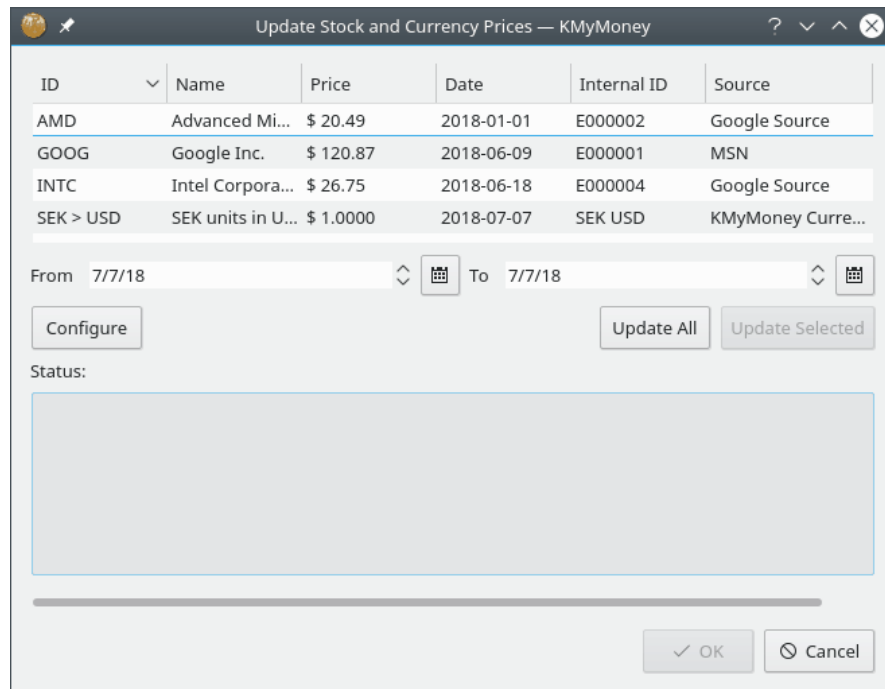 Update Stock and Currency Prices — KMyMoney
ID Name Price Date Internal ID Source
AMD Advanced Mi... $ 20.49 2018-01-01 E000002 Google Source
GOOG Google Inc. $ 120.87 2018-06-09 E000001 MSN
INTC Intel Corpora... $ 26.75 2018-06-18 E000004 Google Source
SEK > USD SEK units in U... $ 1.0000 2018-07-07 SEK USD KMyMoney Curre...
From 7/7/18 To 7/7/18
Configure Update All Update Selected
Status:
OK Cancel